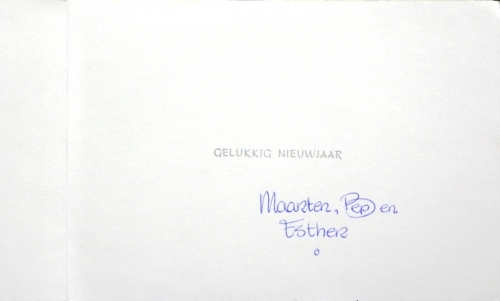 GELUKKIG NIEUWJAAR
Maarten, Pep en
Esther